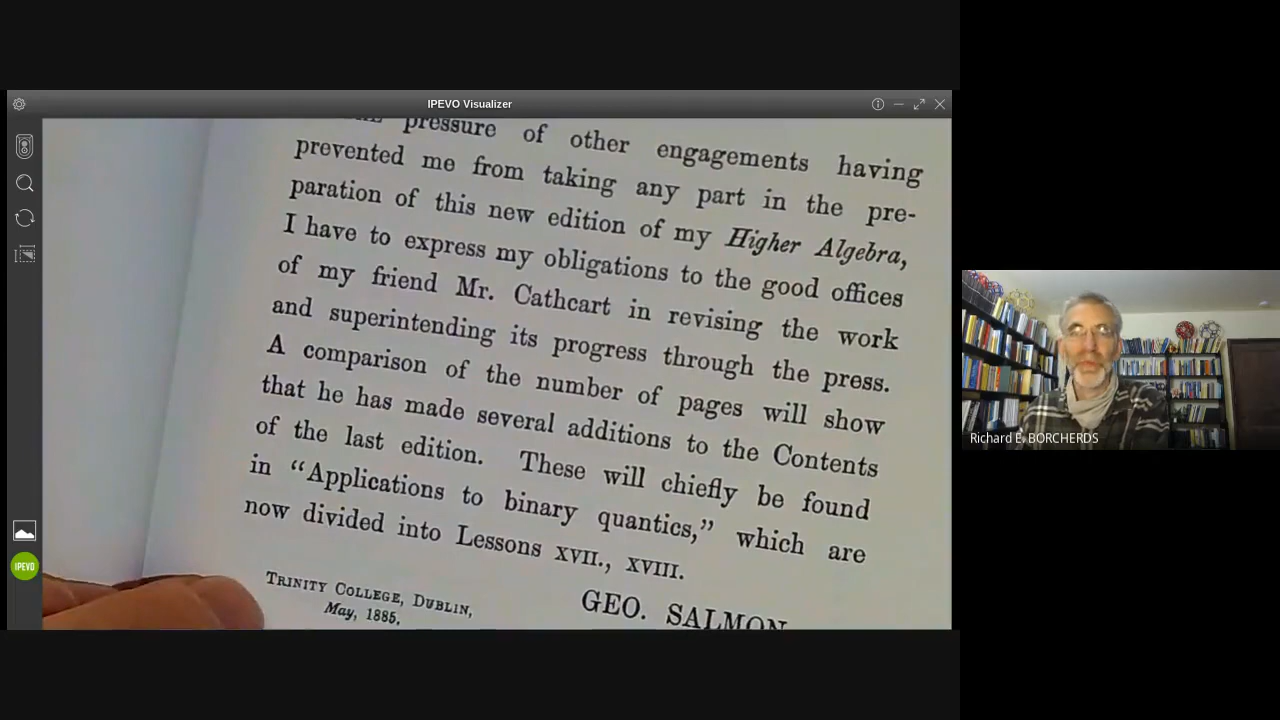 IPEVO Visualizer
pressure of other engagements having
prevented me from taking any part in the pre-
paration of this new edition of my Higher Algebra,
I have to express my obligations to the good offices
of my friend Mr. Cathcart in revising the work
and superintending its progress through the press.
A comparison of the number of pages will show
that he has made several additions to the Contents
of the last edition. These will chiefly be found
in “Applications to binary quantics,” which are
now divided into Lessons XVII., XVIII.
GEO. SALMON
TRINITY COLLEGE, DUBLIN,
May, 1885.
IPEVO
Richard E. BORCHERDS